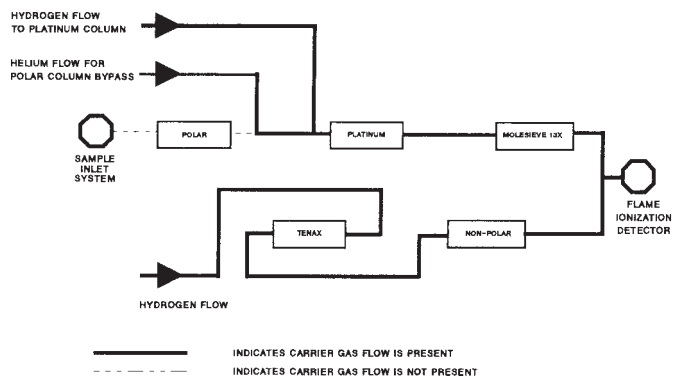 HYDROGEN FLOW
TO PLATINUM COLUMN
HELIUM FLOW FOR
POLAR COLUMN BYPASS
POLAR
PLATINUM
MOLESIEVE 13X
SAMPLE
INLET
SYSTEM
FLAME
IONIZATION
DETECTOR
TENAX
NON-POLAR
HYDROGEN FLOW
INDICATES CARRIER GAS FLOW IS PRESENT
INDICATES CARRIER GAS FLOW IS NOT PRESENT